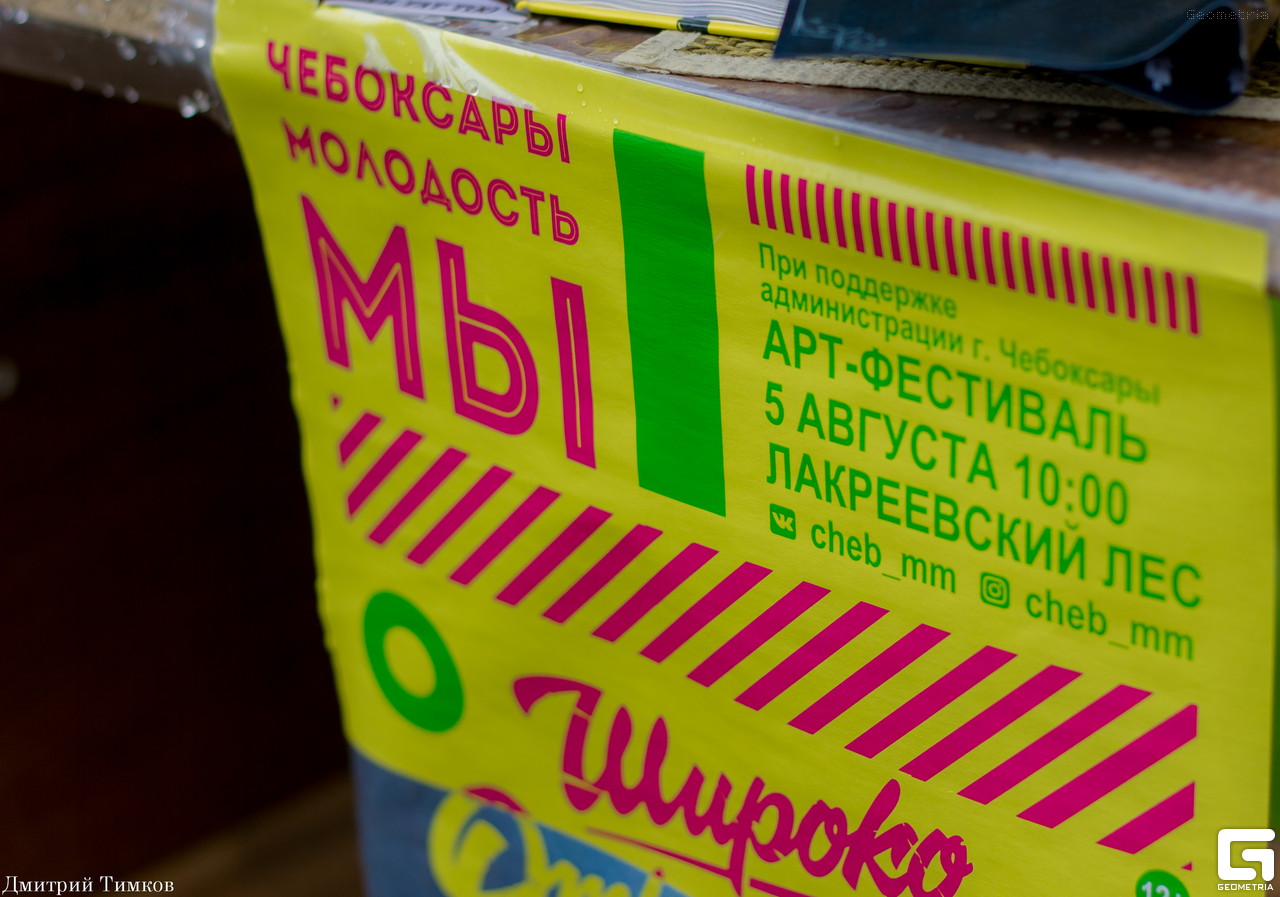 Geometria
ЧЕБОКСАРЫ
МОЛОДОСТЬ
МЫ
При поддержке
администрации г. Чебоксары
АРТ-ФЕСТИВАЛЬ
5 АВГУСТА 10:00
ЛАКРЕЕВСКИЙ ЛЕС
cheb_mm cheb_mm
Широко
Дмитрий Тимков
GEOMETRIA